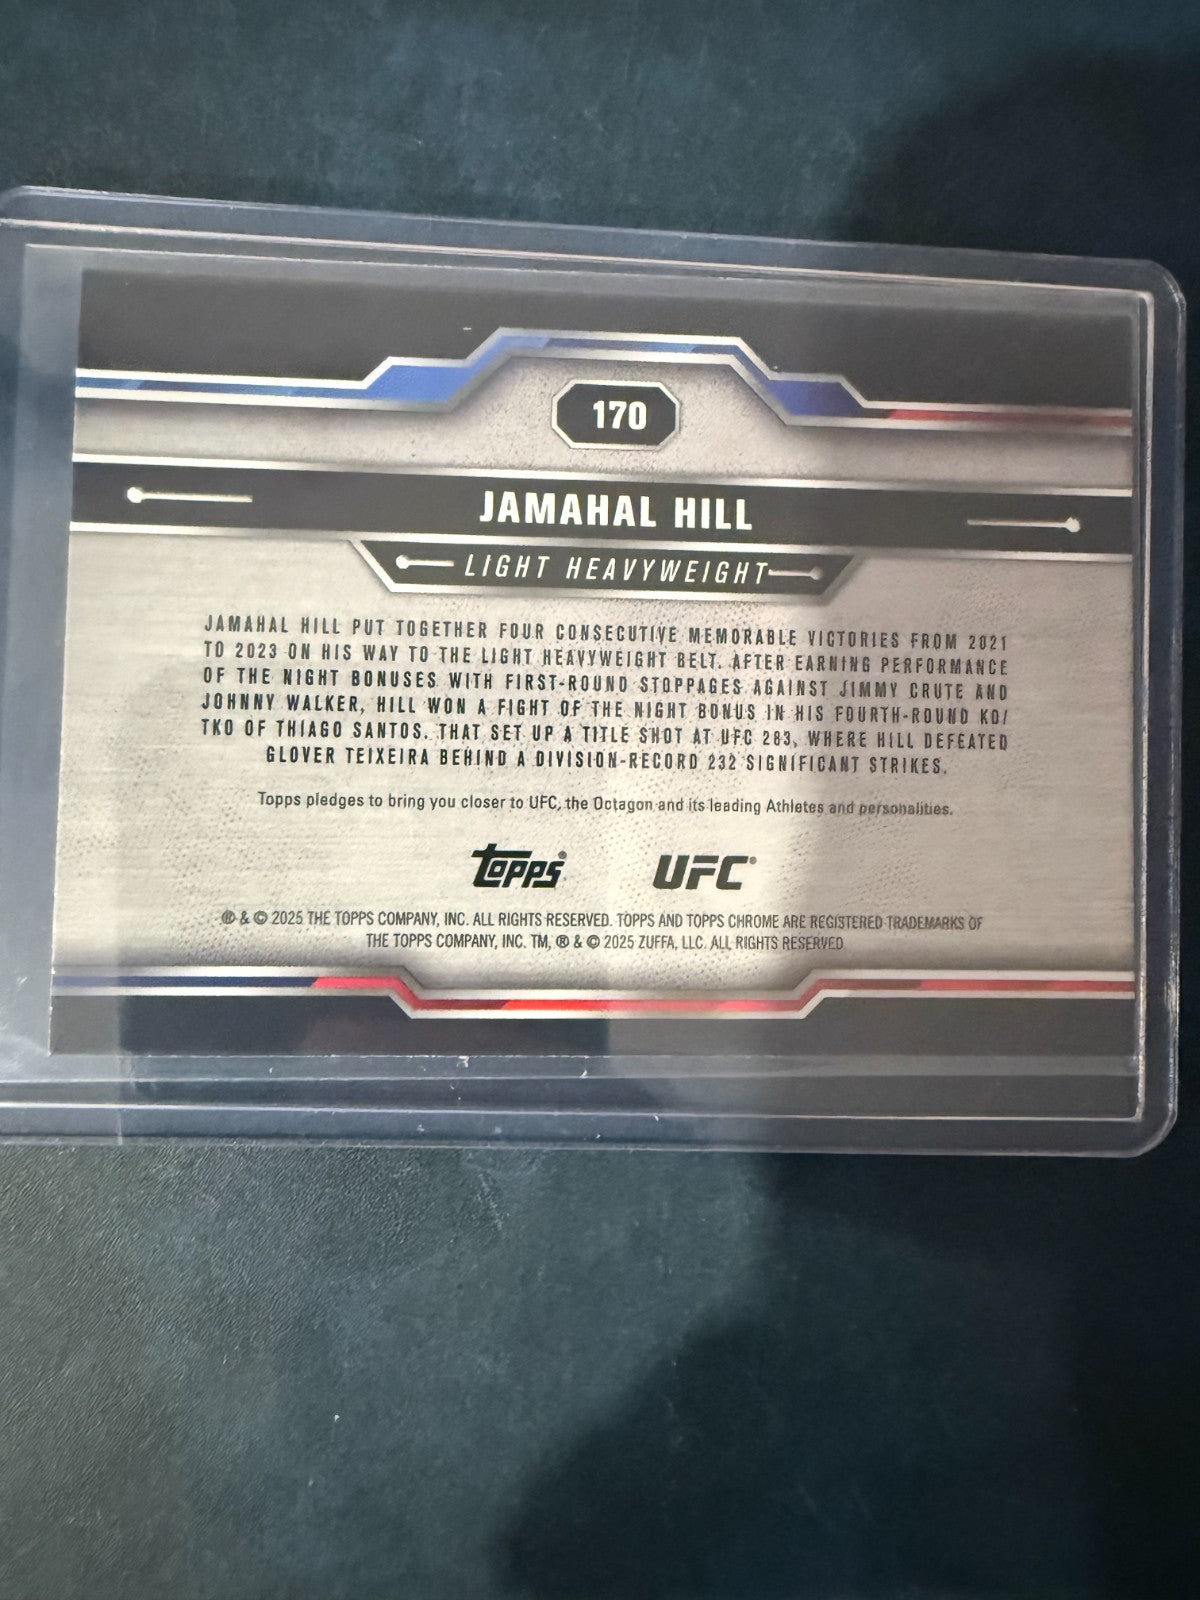 170
JAMAHAL HILL
LIGHT HEAVYWEIGHT
JAMAHAL HILL PUT TOGETHER FOUR CONSECUTIVE MEMORABLE VICTORIES FROM 2021
TO 2023 ON HIS WAY TO THE LIGHT HEAVYWEIGHT BELT. AFTER EARNING PERFORMANCE
OF THE NIGHT BONUSES WITH FIRST-ROUND STOPPAGES AGAINST JIMMY CRUTE AND
JOHNNY WALKER, HILL WON A FIGHT OF THE NIGHT BONUS IN HIS FOURTH-ROUND KO/
TKO OF THIAGO SANTOS. THAT SET UP A TITLE SHOT AT UFC 283, WHERE HILL DEFEATED
GLOVER TEIXEIRA BEHIND A DIVISION-RECORD 232 SIGNIFICANT STRIKES.
Topps pledges to bring you closer to UFC, the Octagon and its leading Athletes and personalities.
Topps® UFC®
® & © 2025 THE TOPPS COMPANY, INC. ALL RIGHTS RESERVED. TOPPS AND TOPPS CHROME ARE REGISTERED TRADEMARKS OF
THE TOPPS COMPANY, INC. TM, ® & © 2025 ZUFFA, LLC. ALL RIGHTS RESERVED